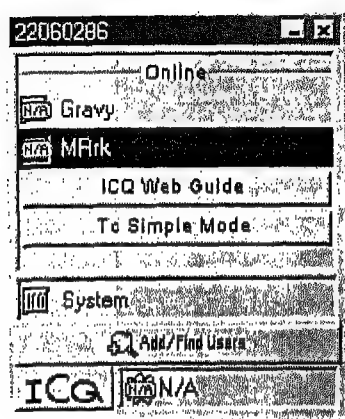 22060286
Online
N/A Gravy
N/A MArk
ICQ Web Guide
To Simple Mode
System
Add/Find Users
ICQ N/A